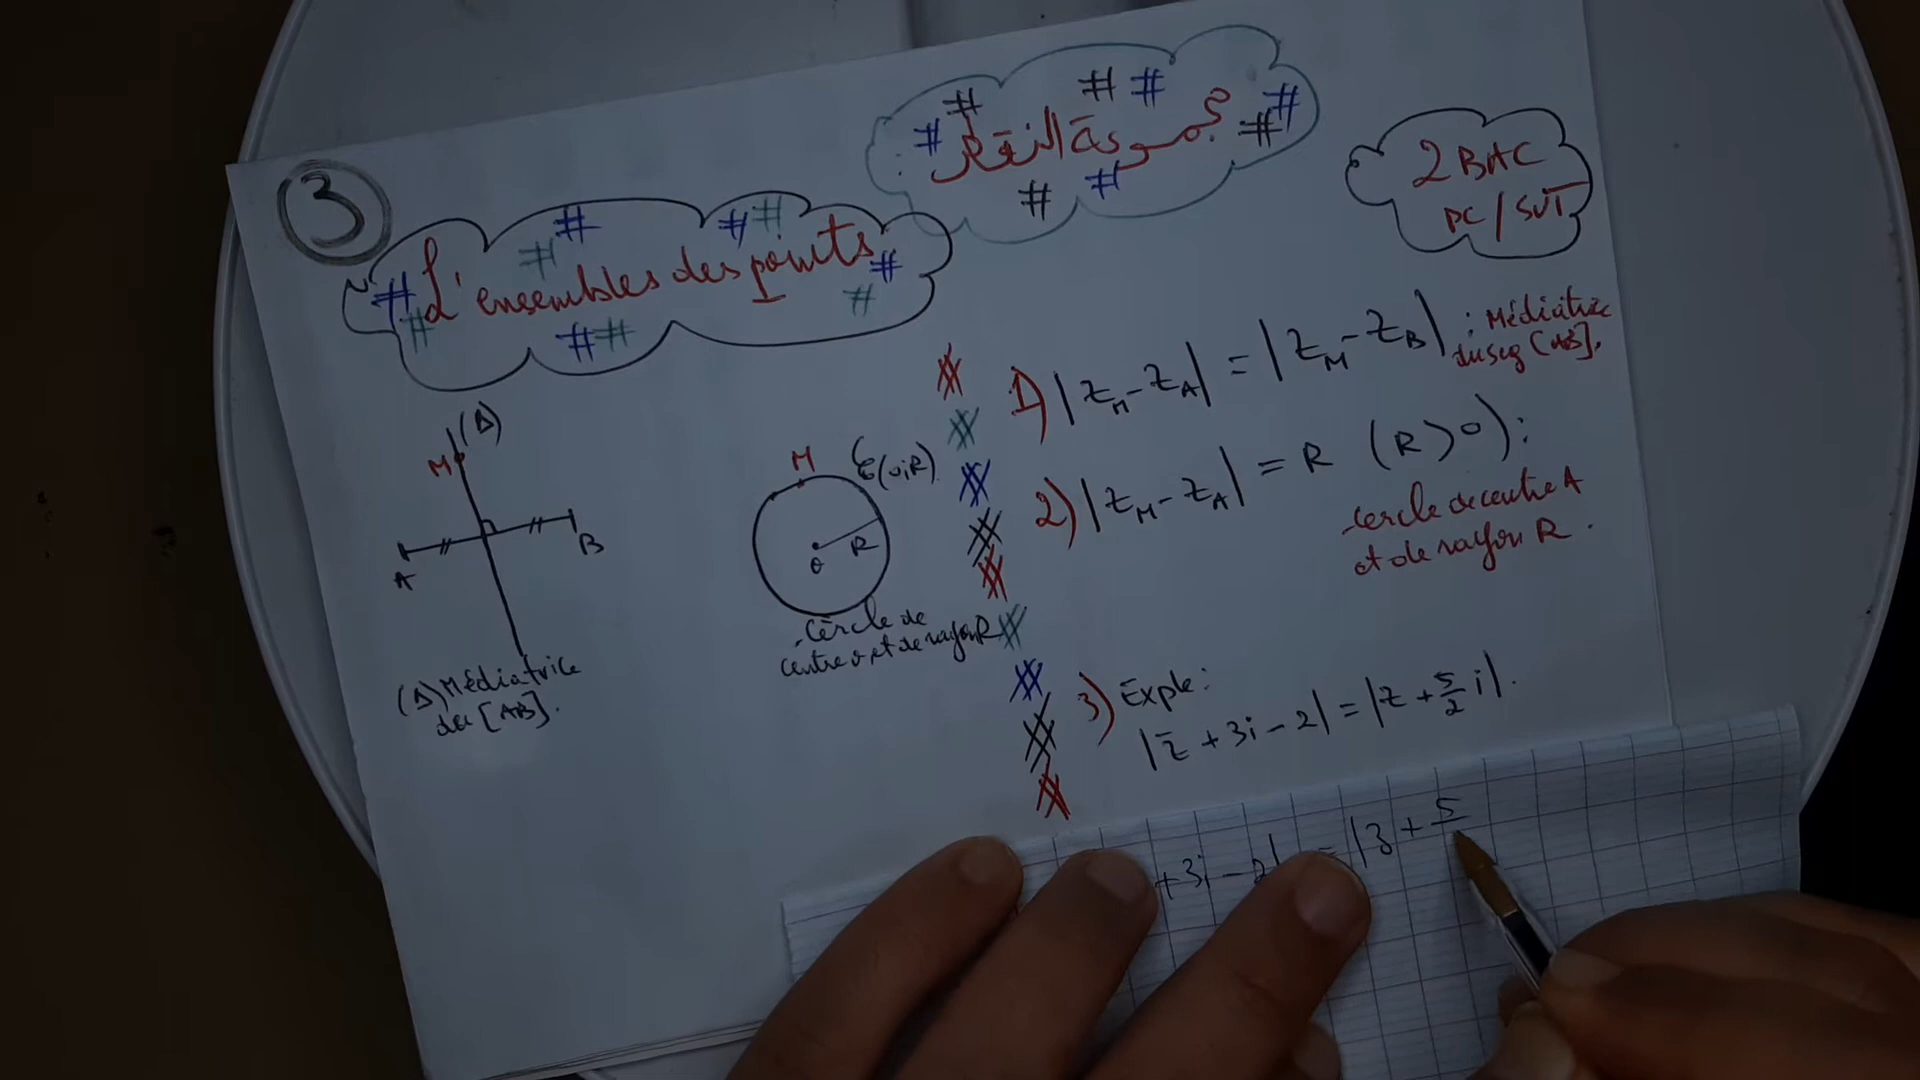 3
مجموعة النقط
2 BAC
PC / SVT
L'ensembles des points
1) |z_M - z_A| = |z_M - z_B| : Médiatrice
du seg [AB].
2) |z_M - z_A| = R (R>0) :
cercle de centre A
et de rayon R.
(Δ)
M
A
B
(Δ) Médiatrice
de [AB].
M
C(O;R)
O
R
cercle de
centre O et de rayon R
3) Exple :
|z̄ + 3i - 2| = |z + 5/2 i|.
+ 3i - 2| = |z + 5